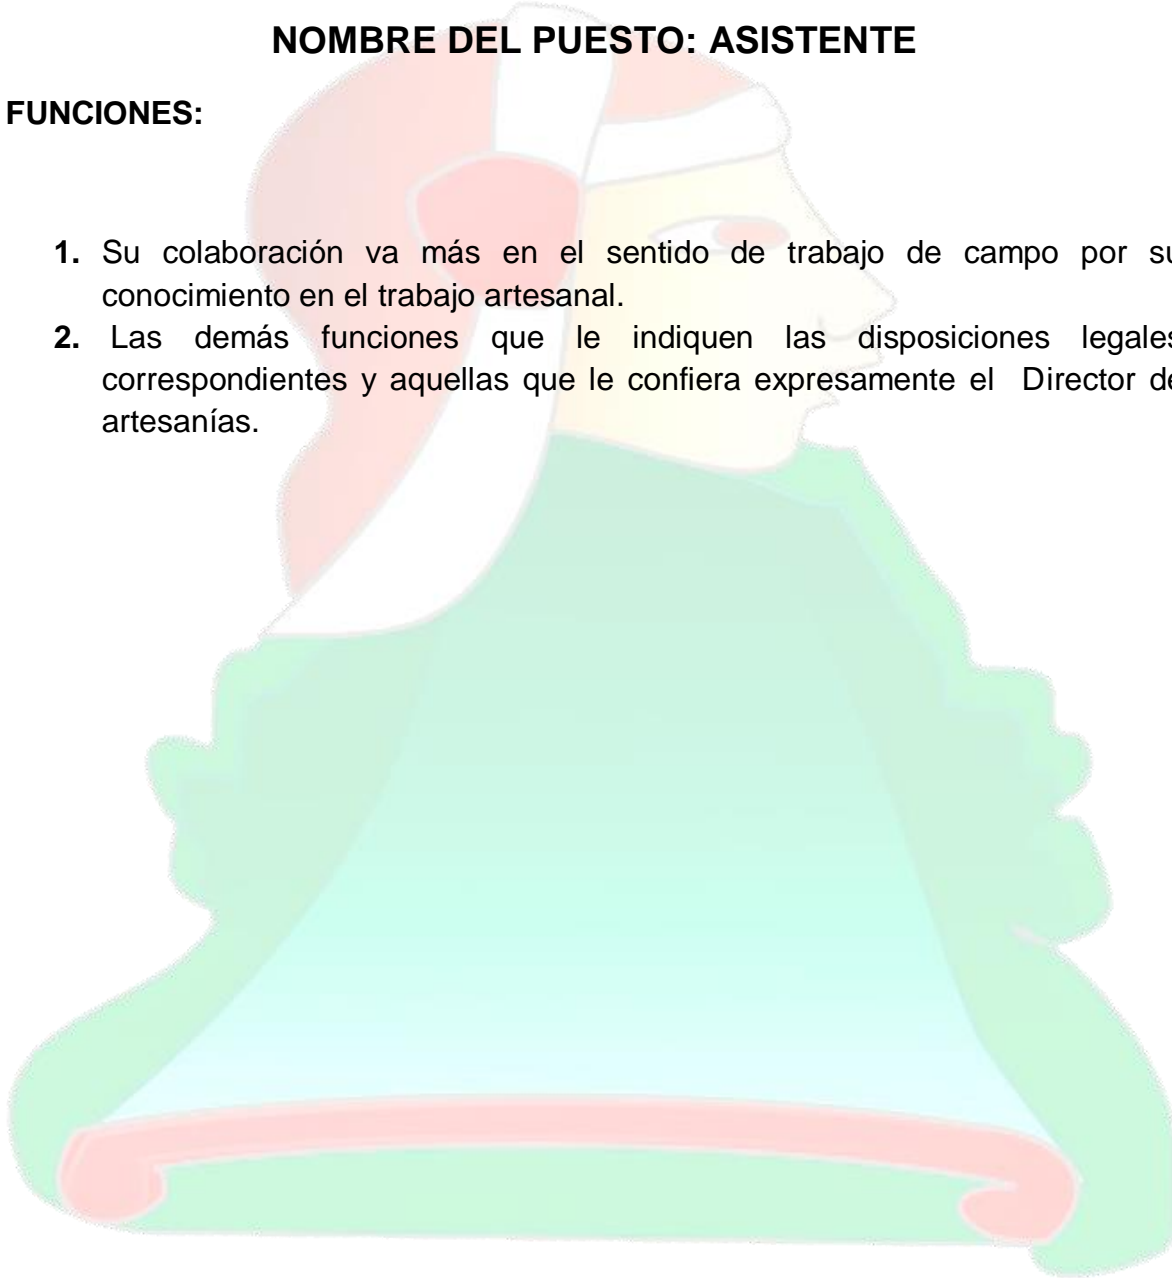 NOMBRE DEL PUESTO: ASISTENTE
FUNCIONES:
1. Su colaboración va más en el sentido de trabajo de campo por su
conocimiento en el trabajo artesanal.
2. Las demás funciones que le indiquen las disposiciones legales
correspondientes y aquellas que le confiera expresamente el Director de
artesanías.